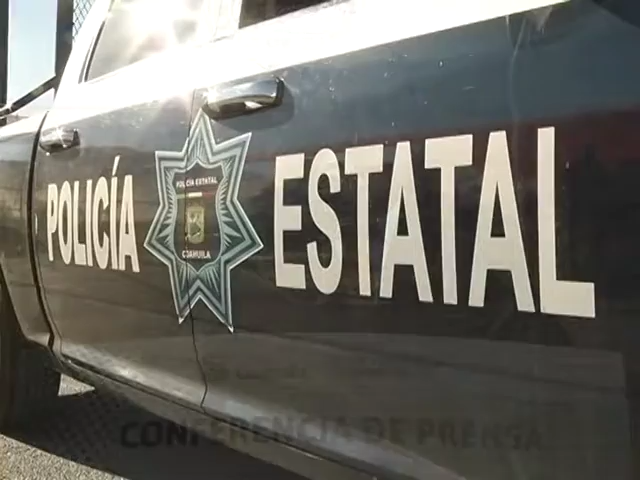 POLICÍA ESTATAL
POLICÍA ESTATAL
COAHUILA
CONFERENCIA DE PRENSA